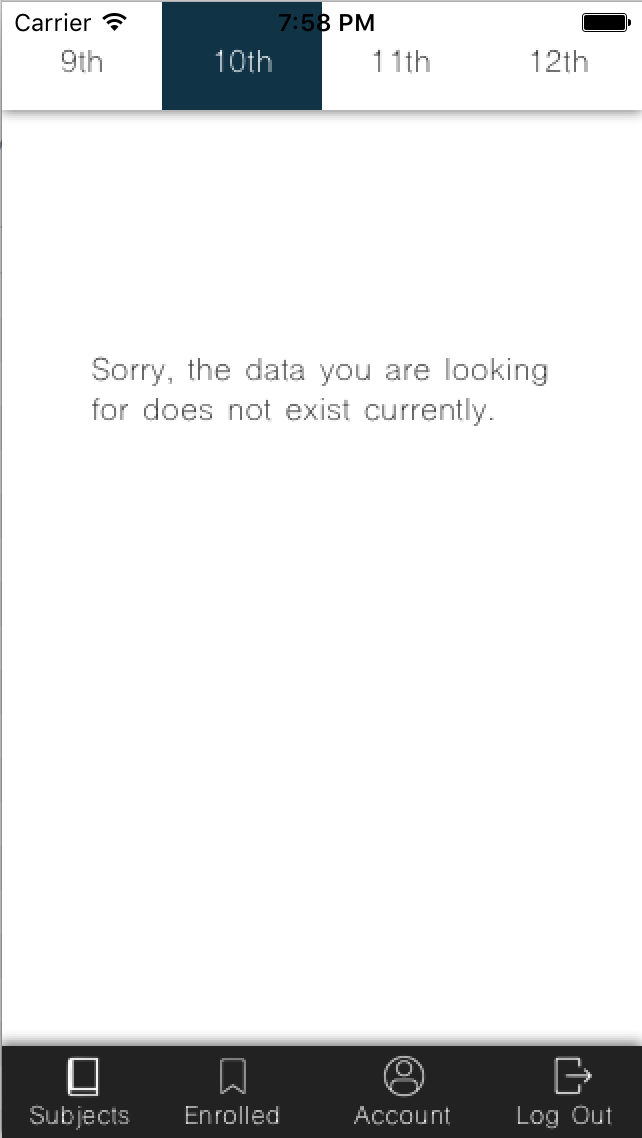 Carrier 7:58 PM
9th 10th 11th 12th
Sorry, the data you are looking
for does not exist currently.
Subjects Enrolled Account Log Out